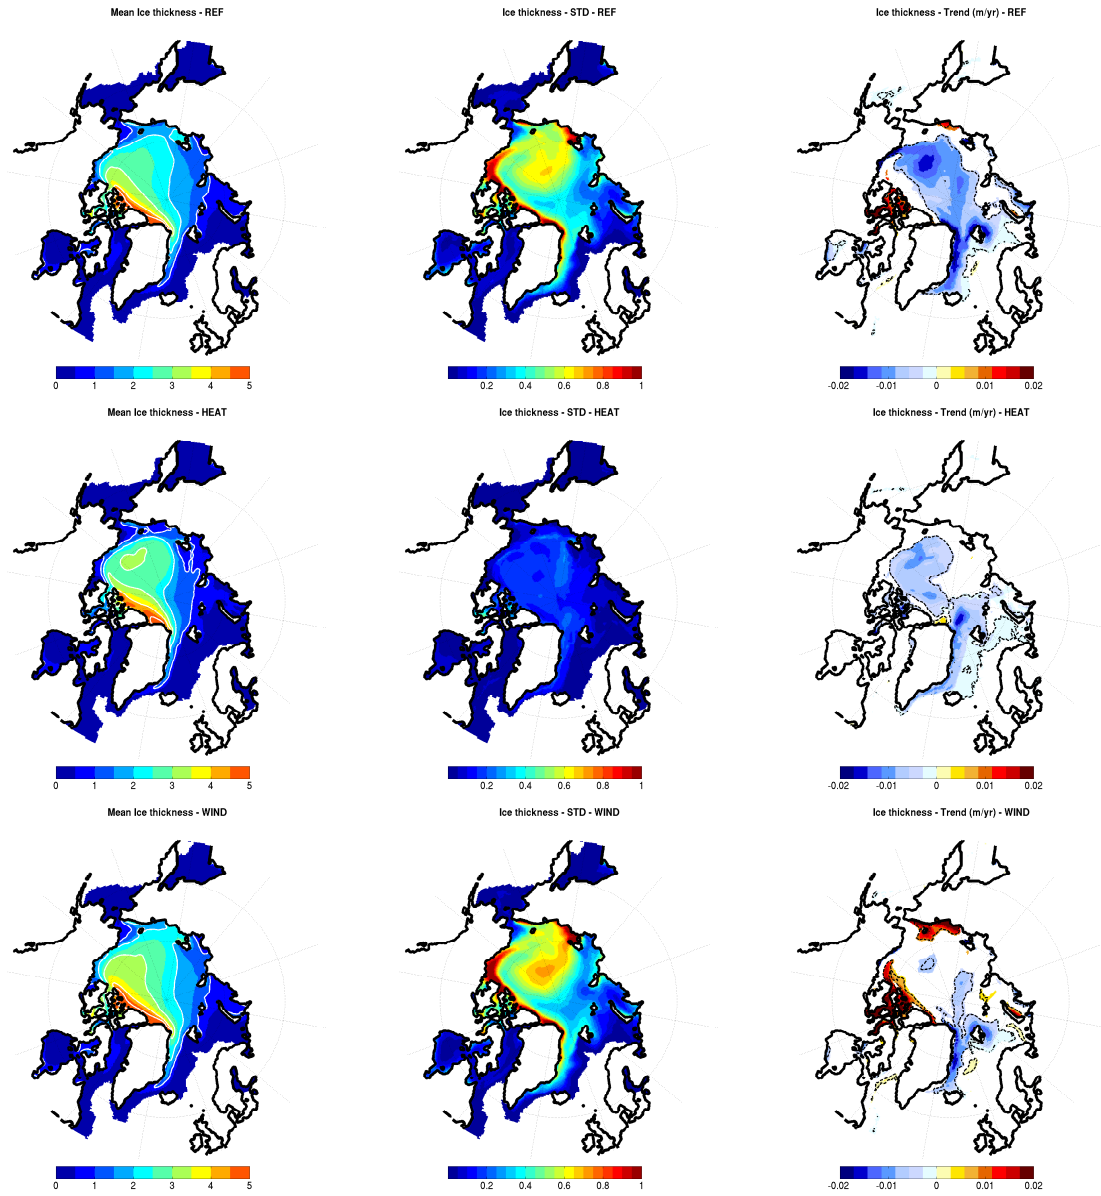 Mean Ice thickness - REF
Ice thickness - STD - REF
Ice thickness - Trend (m/yr) - REF
0 1 2 3 4 5
0.2 0.4 0.6 0.8 1
-0.02 -0.01 0 0.01 0.02
Mean Ice thickness - HEAT
Ice thickness - STD - HEAT
Ice thickness - Trend (m/yr) - HEAT
0 1 2 3 4 5
0.2 0.4 0.6 0.8 1
-0.02 -0.01 0 0.01 0.02
Mean Ice thickness - WIND
Ice thickness - STD - WIND
Ice thickness - Trend (m/yr) - WIND
0 1 2 3 4 5
0.2 0.4 0.6 0.8 1
-0.02 -0.01 0 0.01 0.02